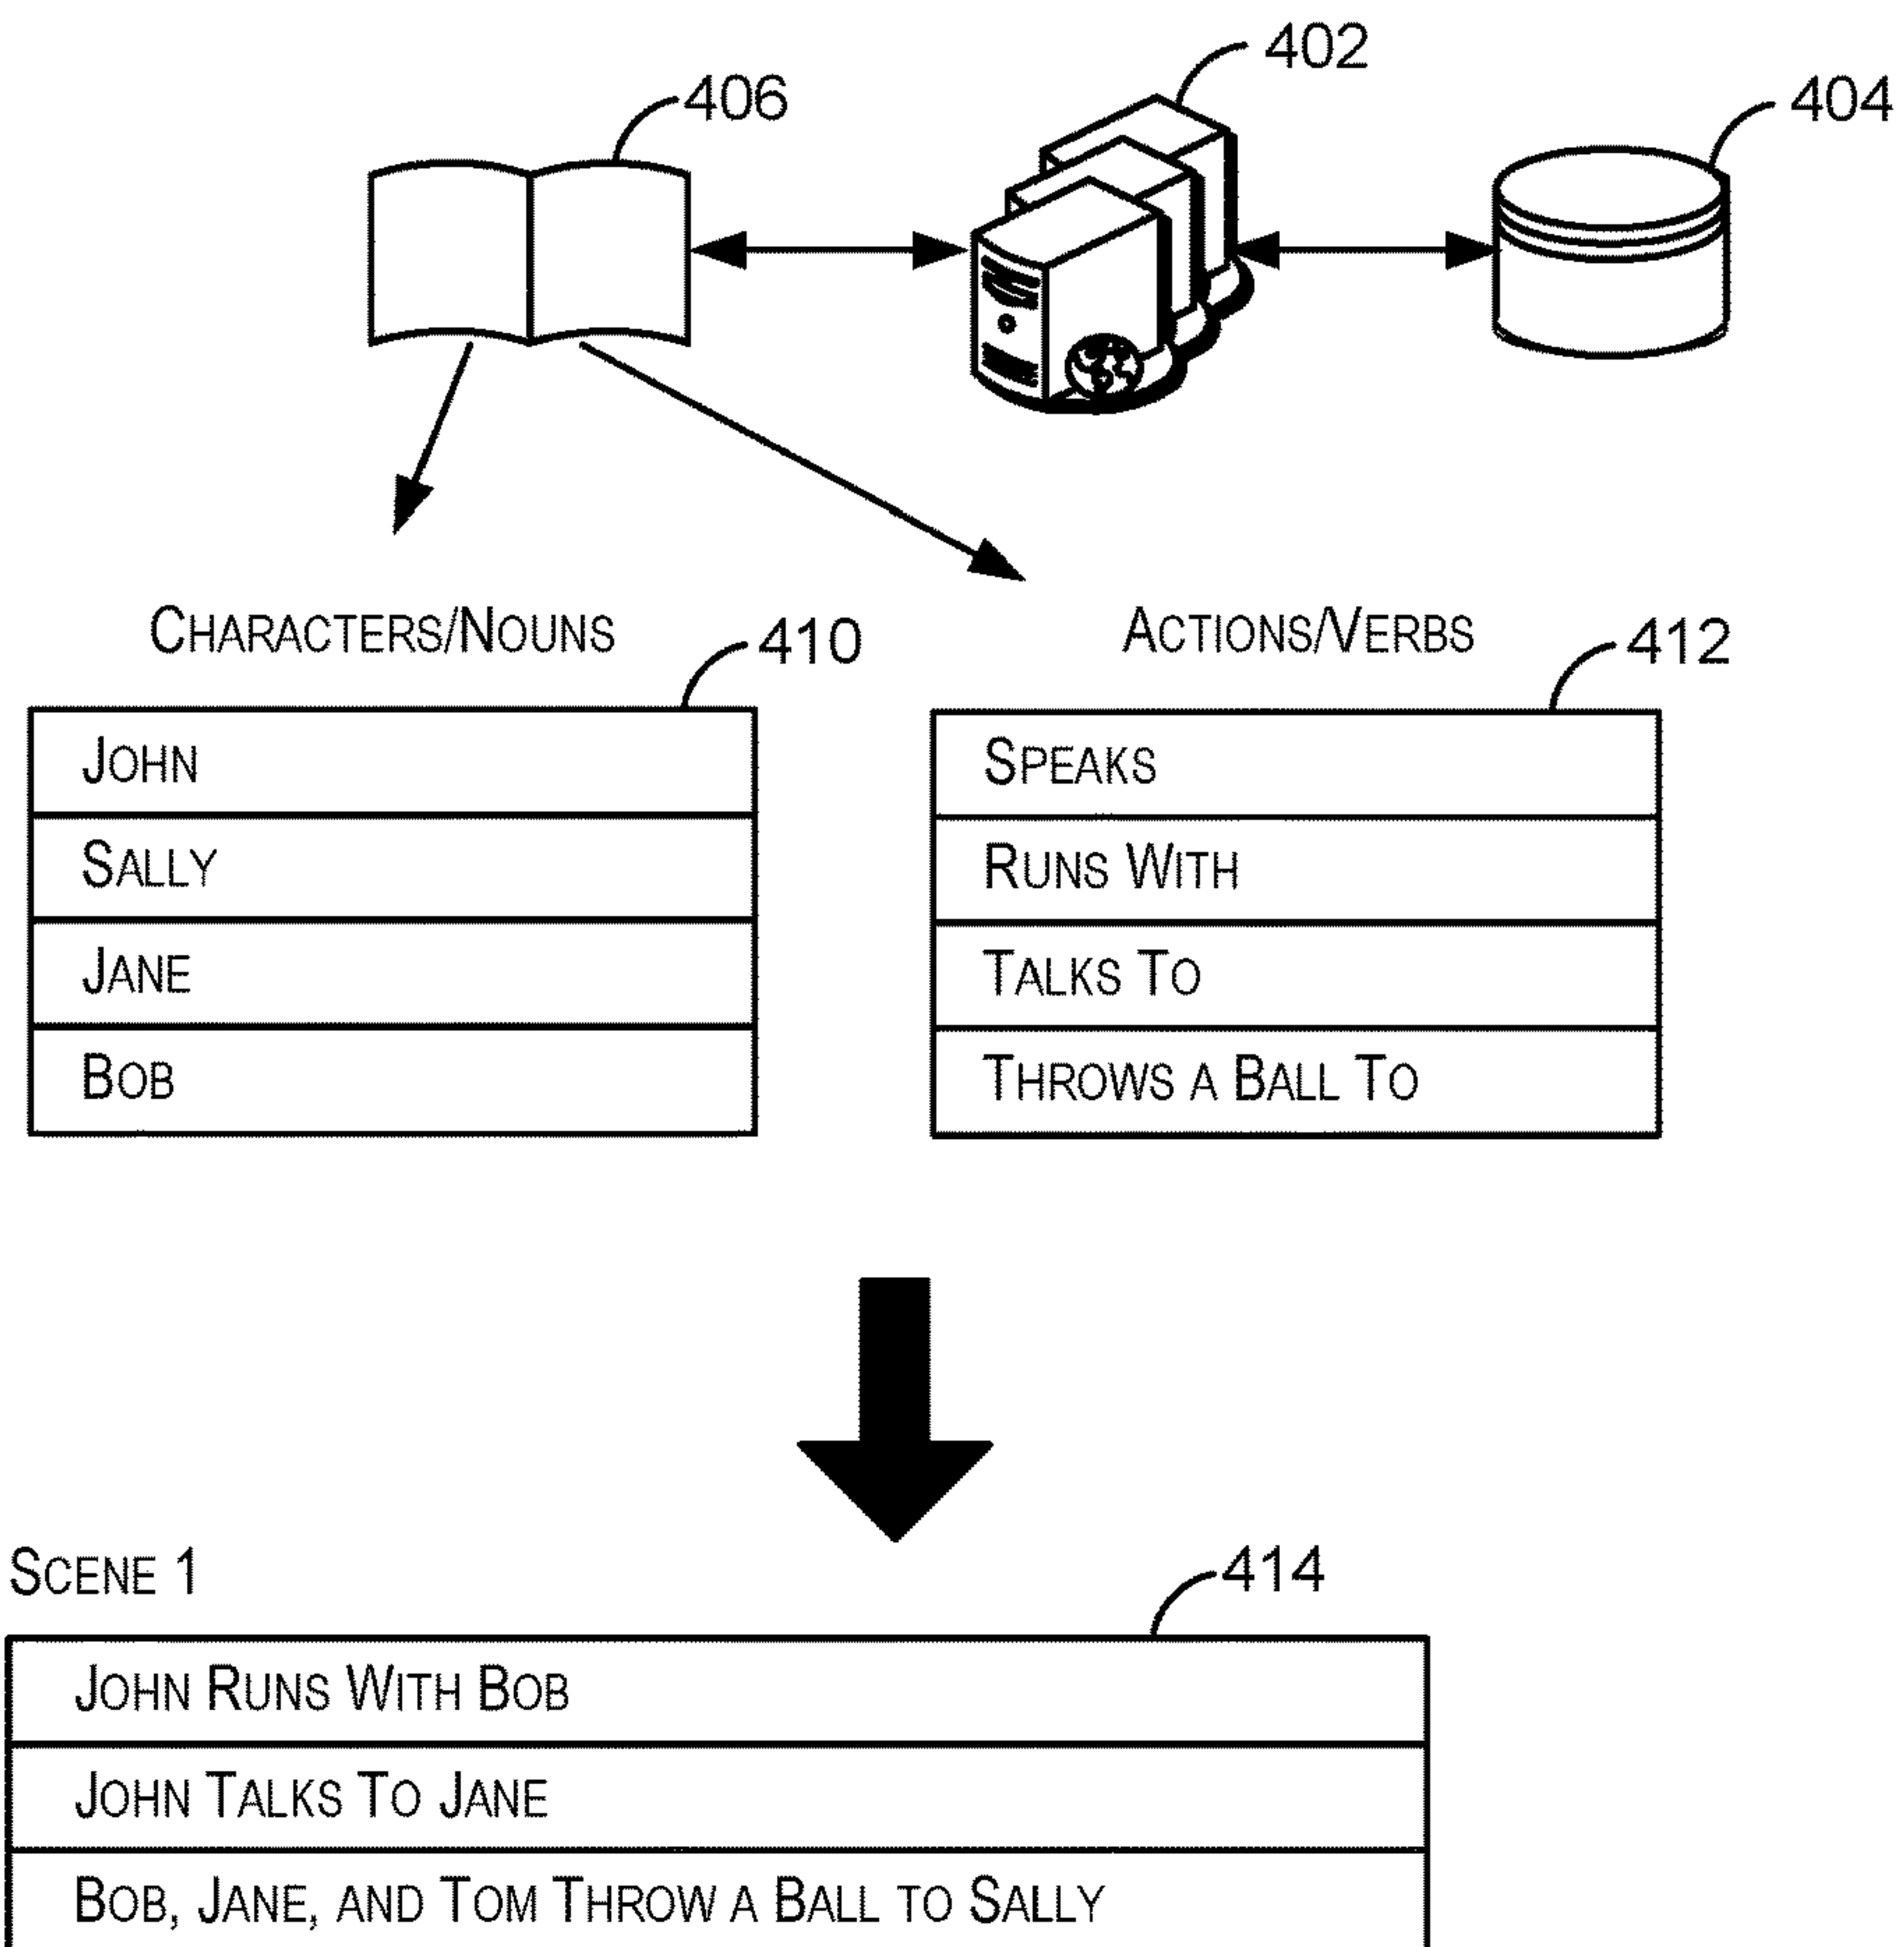 402
406
404
CHARACTERS/NOUNS
410
ACTIONS/VERBS
412
JOHN
SALLY
JANE
BOB
SPEAKS
RUNS WITH
TALKS TO
THROWS A BALL TO
SCENE 1
414
JOHN RUNS WITH BOB
JOHN TALKS TO JANE
BOB, JANE, AND TOM THROW A BALL TO SALLY